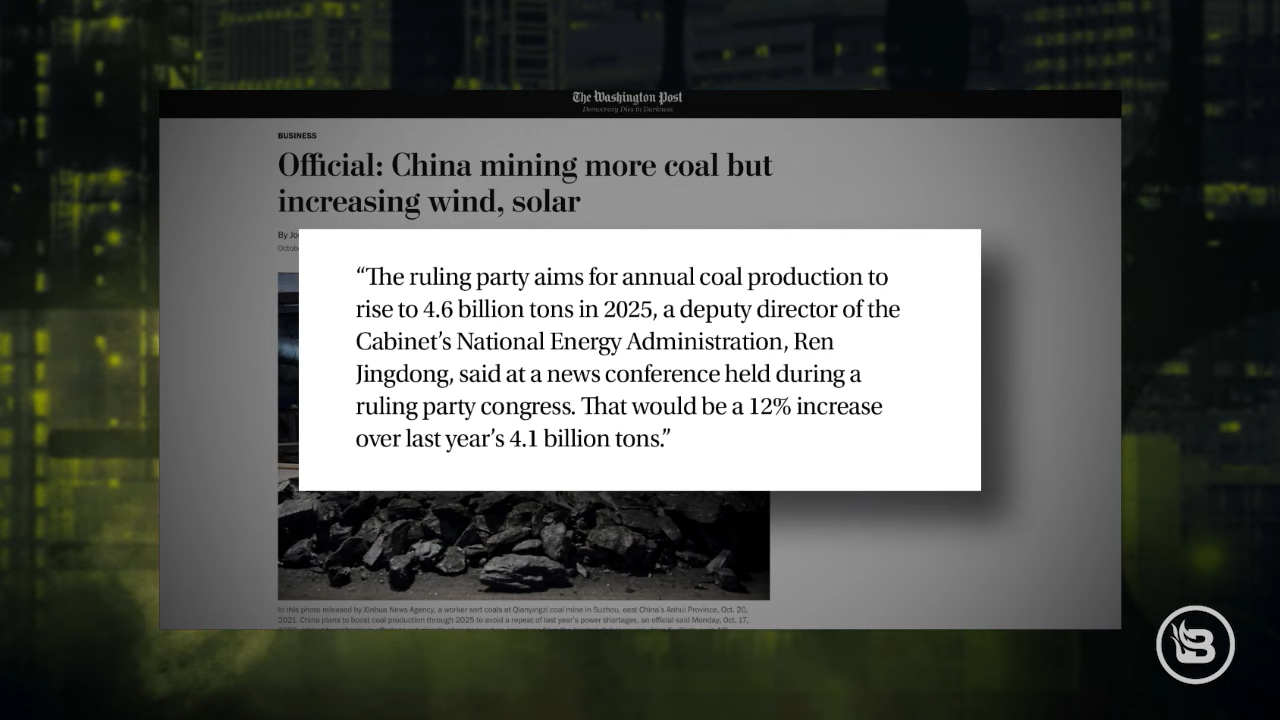 The Washington Post
Democracy Dies in Darkness
BUSINESS
Official: China mining more coal but
increasing wind, solar
By
“The ruling party aims for annual coal production to
rise to 4.6 billion tons in 2025, a deputy director of the
Cabinet’s National Energy Administration, Ren
Jingdong, said at a news conference held during a
ruling party congress. That would be a 12% increase
over last year’s 4.1 billion tons.”
In this photo released by Xinhua News Agency, a worker sort coals at Qianyingzi coal mine in Suzhou, east China's Anhui Province, Oct. 20,
2021. China plans to boost coal production through 2025 to avoid a repeat of last year's power shortages, an official said Monday, Oct. 17,
B